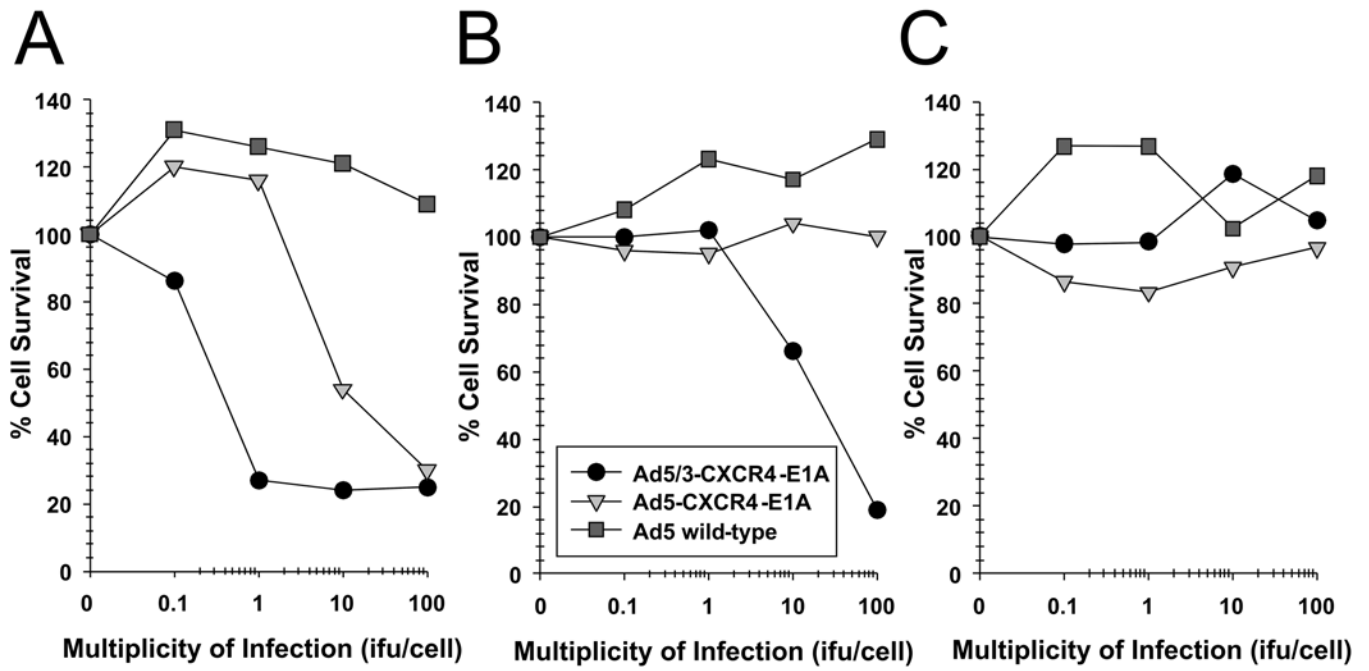 A
B
C
140
120
100
80
60
40
20
0
% Cell Survival
0 0.1 1 10 100
Multiplicity of Infection (ifu/cell)
140
120
100
80
60
40
20
0
% Cell Survival
Ad5/3-CXCR4-E1A
Ad5-CXCR4-E1A
Ad5 wild-type
0 0.1 1 10 100
Multiplicity of Infection (ifu/cell)
140
120
100
80
60
40
20
0
% Cell Survival
0 0.1 1 10 100
Multiplicity of Infection (ifu/cell)